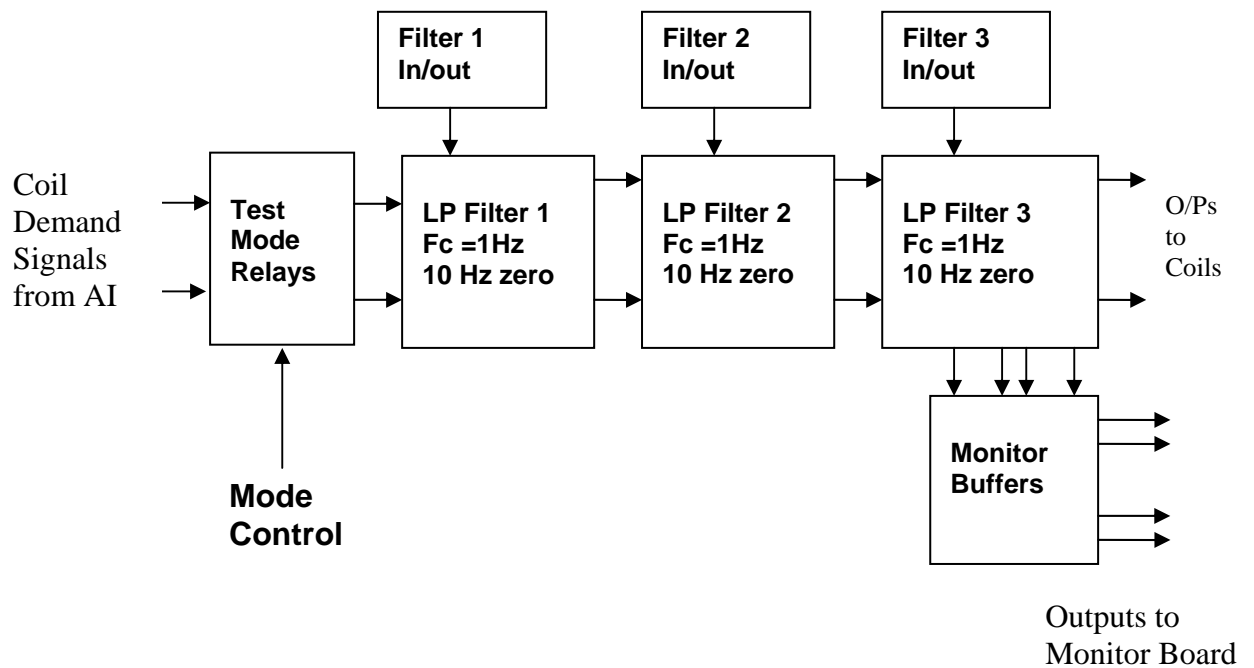 Filter 1
In/out
Filter 2
In/out
Filter 3
In/out
Coil
Demand
Signals
from AI
Test
Mode
Relays
LP Filter 1
Fc =1Hz
10 Hz zero
LP Filter 2
Fc =1Hz
10 Hz zero
LP Filter 3
Fc =1Hz
10 Hz zero
O/Ps
to
Coils
Mode
Control
Monitor
Buffers
Outputs to
Monitor Board